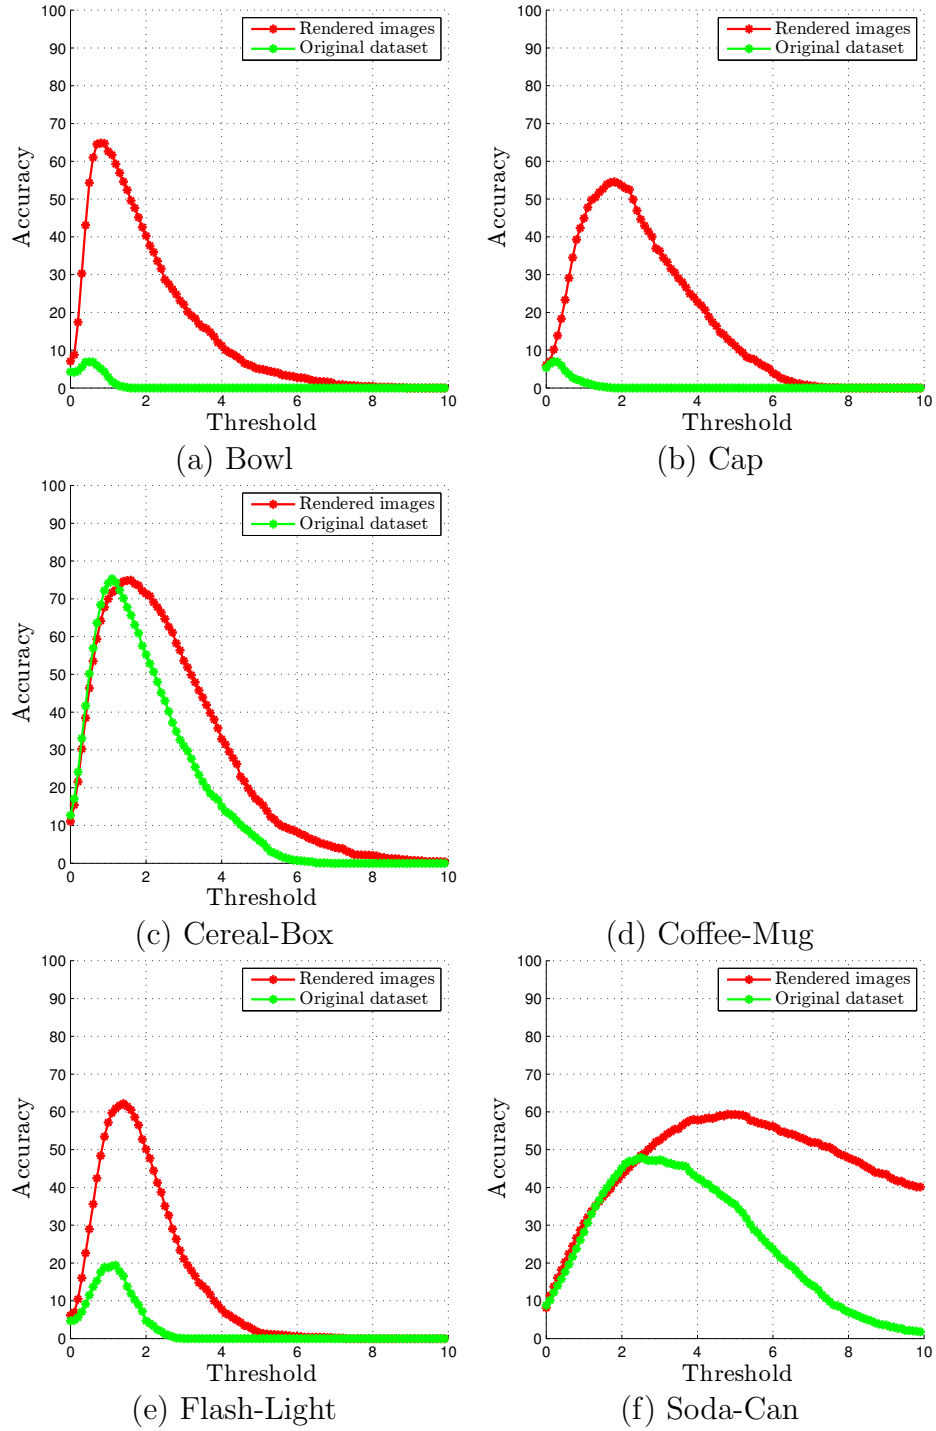 100
90
80
70
60
50
40
30
20
10
0
Accuracy
Rendered images
Original dataset
0 2 4 6 8 10
Threshold
(a) Bowl
100
90
80
70
60
50
40
30
20
10
0
Accuracy
Rendered images
Original dataset
0 2 4 6 8 10
Threshold
(b) Cap
100
90
80
70
60
50
40
30
20
10
0
Accuracy
Rendered images
Original dataset
0 2 4 6 8 10
Threshold
(c) Cereal-Box
(d) Coffee-Mug
100
90
80
70
60
50
40
30
20
10
0
Accuracy
Rendered images
Original dataset
0 2 4 6 8 10
Threshold
(e) Flash-Light
100
90
80
70
60
50
40
30
20
10
0
Accuracy
Rendered images
Original dataset
0 2 4 6 8 10
Threshold
(f) Soda-Can